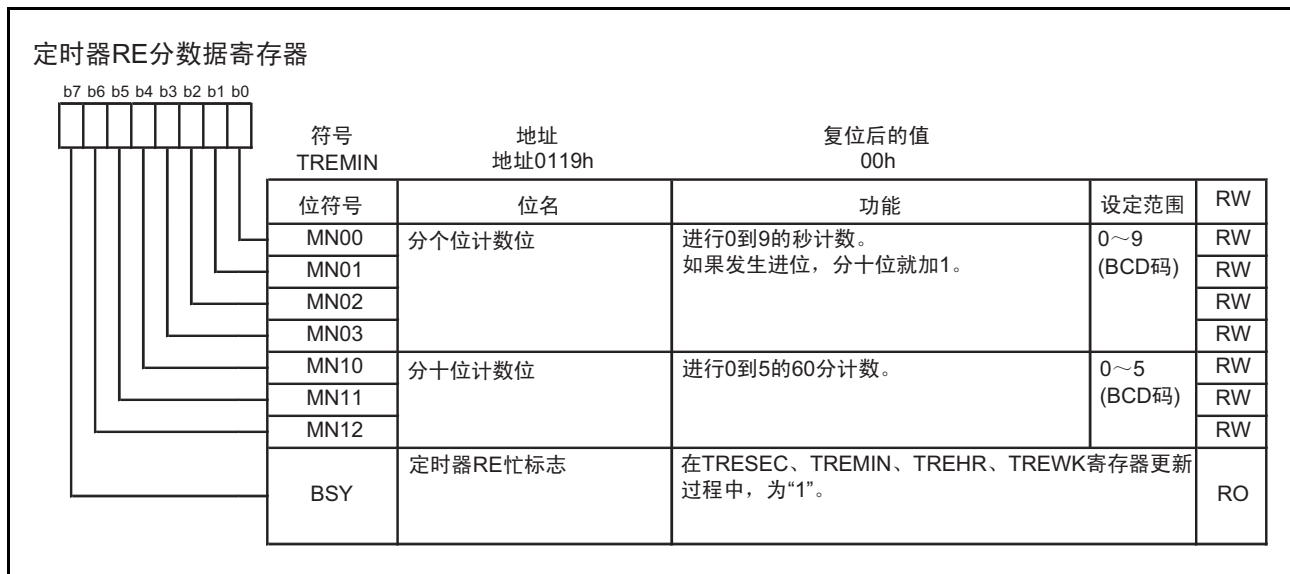 定时器RE分数据寄存器
b7 b6 b5 b4 b3 b2 b1 b0
符号 地址 复位后的值
TREMIN 地址0119h 00h
位符号 位名 功能 设定范围 RW
MN00 分个位计数位 进行0到9的秒计数。 0～9 RW
MN01 如果发生进位，分十位就加1。 (BCD码) RW
MN02 RW
MN03 RW
MN10 分十位计数位 进行0到5的60分计数。 0～5 RW
MN11 (BCD码) RW
MN12 RW
定时器RE忙标志 在TRESEC、TREMIN、TREHR、TREWK寄存器更新
BSY 过程中，为“1”。 RO